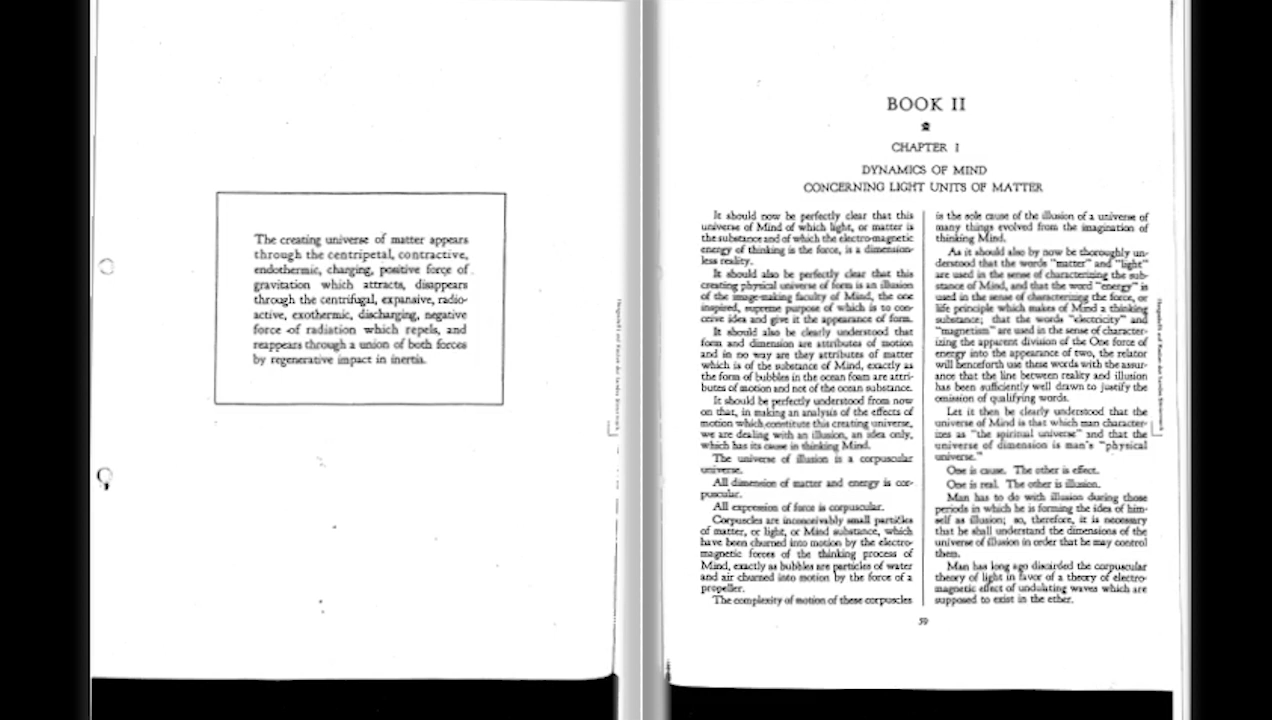 The creating universe of matter appears
through the centripetal, contractive,
endothermic, charging, positive force of
gravitation which attracts, disappears
through the centrifugal, expansive, radio-
active, exothermic, discharging, negative
force of radiation which repels, and
reappears through a union of both forces
by regenerative impact in inertia.
BOOK II
CHAPTER I
DYNAMICS OF MIND
CONCERNING LIGHT UNITS OF MATTER
It should now be perfectly clear that this
universe of Mind of which light, or matter is
the substance and of which the electro-magnetic
energy of thinking is the force, is a dimension-
less reality.
It should also be perfectly clear that this
creating physical universe of form is an illusion
of the image-making faculty of Mind, the one
inspired, supreme purpose of which is to con-
ceive idea and give it the appearance of form.
It should also be clearly understood that
form and dimension are attributes of motion
and in no way are they attributes of matter
which is of the substance of Mind, exactly as
the form of bubbles in the ocean foam are attri-
butes of motion and not of the ocean substance.
It should be perfectly understood from now
on that, in making an analysis of the effects of
motion which constitute this creating universe,
we are dealing with an illusion, an idea only,
which has its cause in thinking Mind.
The universe of illusion is a corpuscular
universe.
All dimension of matter and energy is cor-
puscular.
All expression of force is corpuscular.
Corpuscles are inconceivably small particles
of matter, or light, or Mind substance, which
have been churned into motion by the electro-
magnetic forces of the thinking process of
Mind, exactly as bubbles are particles of water
and air churned into motion by the force of a
propeller.
The complexity of motion of these corpuscles
is the sole cause of the illusion of a universe of
many things evolved from the imagination of
thinking Mind.
As it should also by now be thoroughly un-
derstood that the words "matter" and "light"
are used in the sense of characterizing the sub-
stance of Mind, and that the word "energy" is
used in the sense of characterizing the force, or
life principle which makes of Mind a thinking
substance; that the words "electricity" and
"magnetism" are used in the sense of character-
izing the apparent division of the One force of
energy into the appearance of two, the relator
will henceforth use these words with the assur-
ance that the line between reality and illusion
has been sufficiently well drawn to justify the
omission of qualifying words.
Let it then be clearly understood that the
universe of Mind is that which man character-
izes as "the spiritual universe" and that the
universe of dimension is man's "physical
universe."
One is cause. The other is effect.
One is real. The other is illusion.
Man has to do with illusion during those
periods in which he is forming the idea of him-
self as illusion; so, therefore, it is necessary
that he shall understand the dimensions of the
universe of illusion in order that he may control
them.
Man has long ago discarded the corpuscular
theory of light in favor of a theory of electro-
magnetic effect of undulating waves which are
supposed to exist in the ether.
59